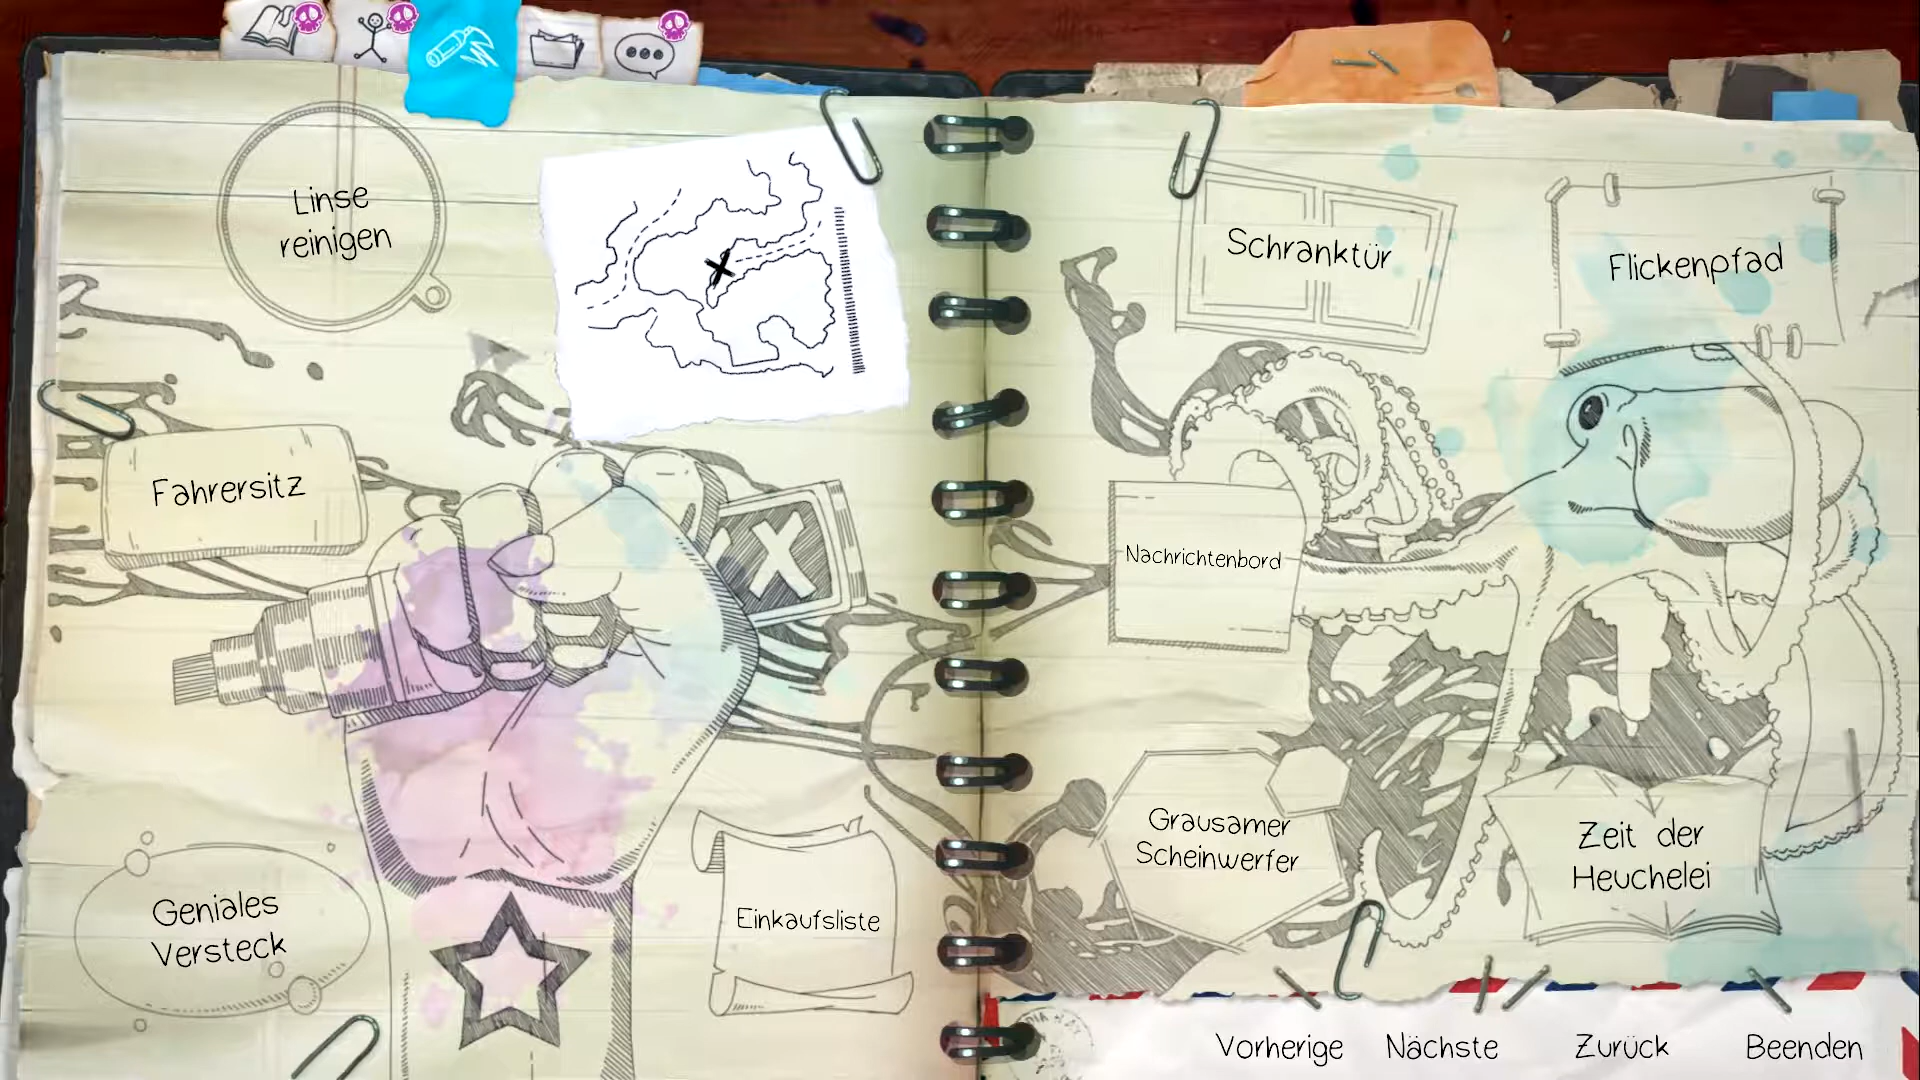 Linse
reinigen
Fahrersitz
Geniales
Versteck
Einkaufsliste
Schranktür
Flickenpfad
Nachrichtenbord
Grausamer
Scheinwerfer
Zeit der
Heuchelei
Vorherige
Nächste
Zurück
Beenden